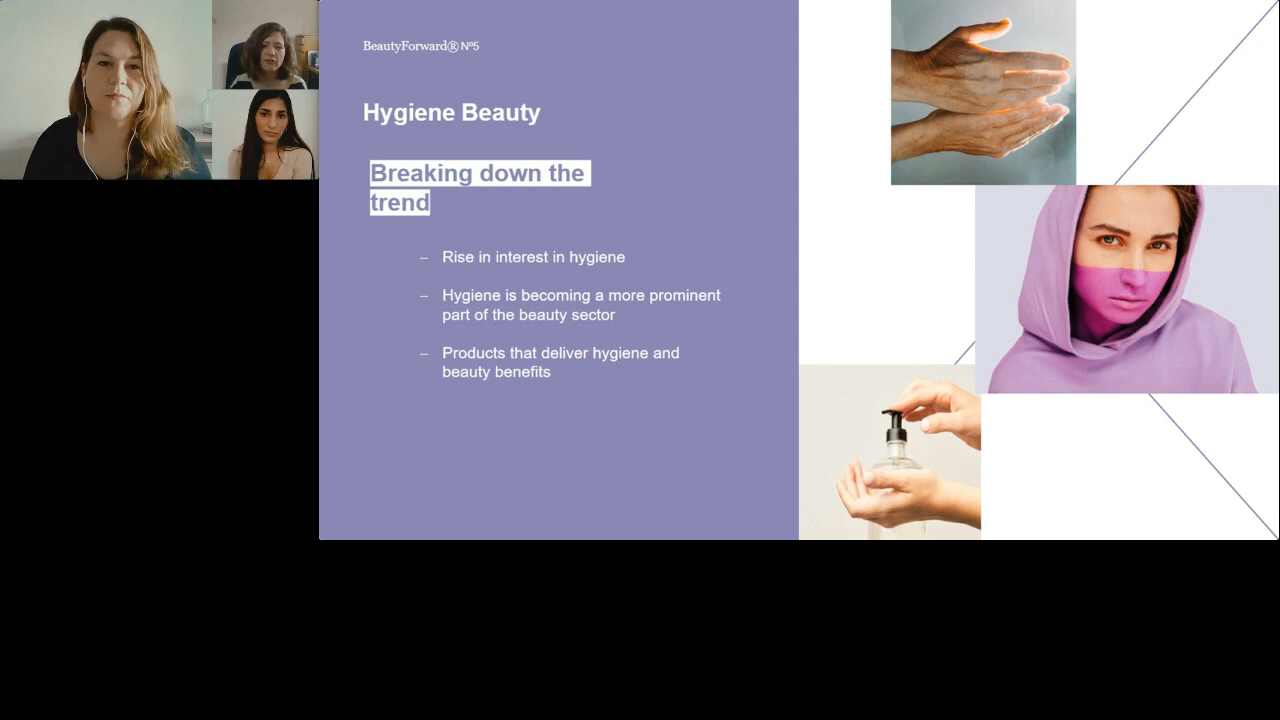 BeautyForward® Nº5
Hygiene Beauty
Breaking down the
trend
– Rise in interest in hygiene
– Hygiene is becoming a more prominent
part of the beauty sector
– Products that deliver hygiene and
beauty benefits